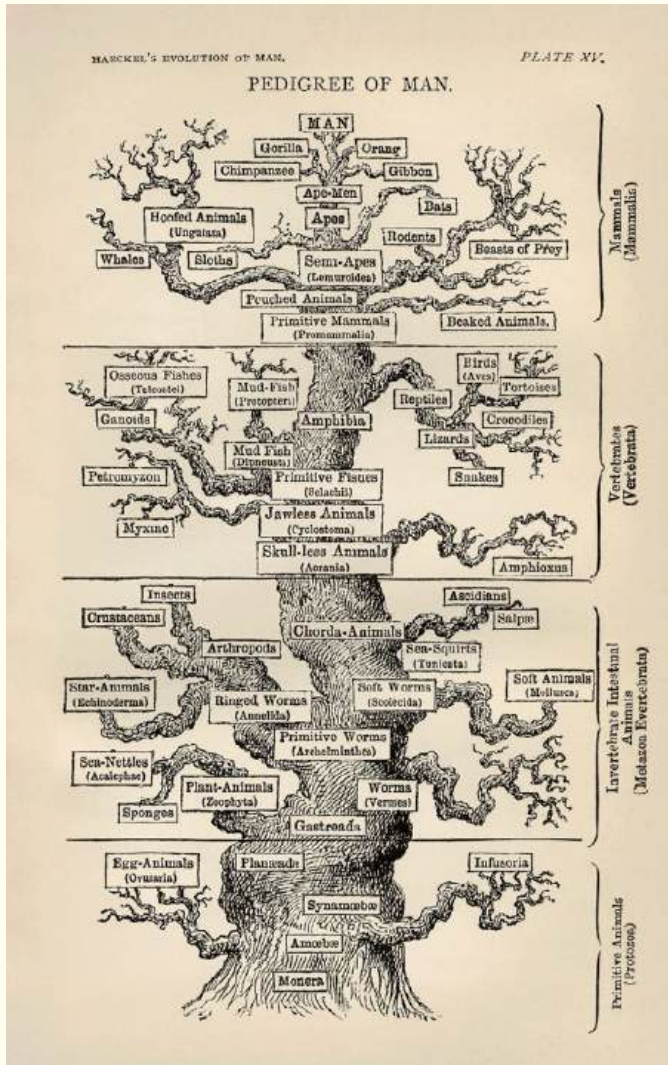 HAECKEL'S EVOLUTION OF MAN.
PLATE XV.
PEDIGREE OF MAN.
MAN
Gorilla
Orang
Chimpanzee
Gibbon
Ape-Men
Apes
Bats
Hoofed Animals
(Ungulata)
Rodents
Beasts of Prey
Whales
Sloths
Semi-Apes
(Lemuroidea)
Pouched Animals
Primitive Mammals
(Promammalia)
Beaked Animals.
Mammals
(Mammalia)
Osseous Fishes
(Teleostei)
Mud-Fish
(Protopteri)
Birds
(Aves)
Tortoises
Reptiles
Ganoids
Amphibia
Crocodiles
Lizards
Mud Fish
(Dipneusta)
Petromyzon
Primitive Fishes
(Selachii)
Snakes
Jawless Animals
(Cyclostoma)
Myxine
Skull-less Animals
(Acrania)
Amphioxus
Vertebrates
(Vertebrata)
Insects
Ascidians
Crustaceans
Salpæ
Chorda-Animals
Arthropods
Sea-Squirts
(Tunicata)
Star-Animals
(Echinoderma)
Ringed Worms
(Annelida)
Soft Worms
(Scolecida)
Soft Animals
(Mollusca)
Primitive Worms
(Archelminthes)
Sea-Nettles
(Acalephae)
Plant-Animals
(Zoophyta)
Worms
(Vermes)
Sponges
Gastreada
Invertebrate Intestinal
Animals
(Metazoa Evertebrata)
Egg-Animals
(Ovularia)
Planæada
Infusoria
Synamœbæ
Amœbæ
Monera
Primitive Animals
(Protozoa)